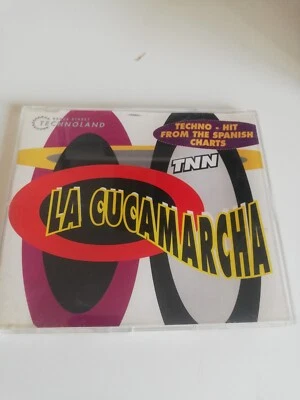 TECHNOLAND
TECHNO - HIT
FROM THE SPANISH
CHARTS
TNN
LA CUCAMARCHA